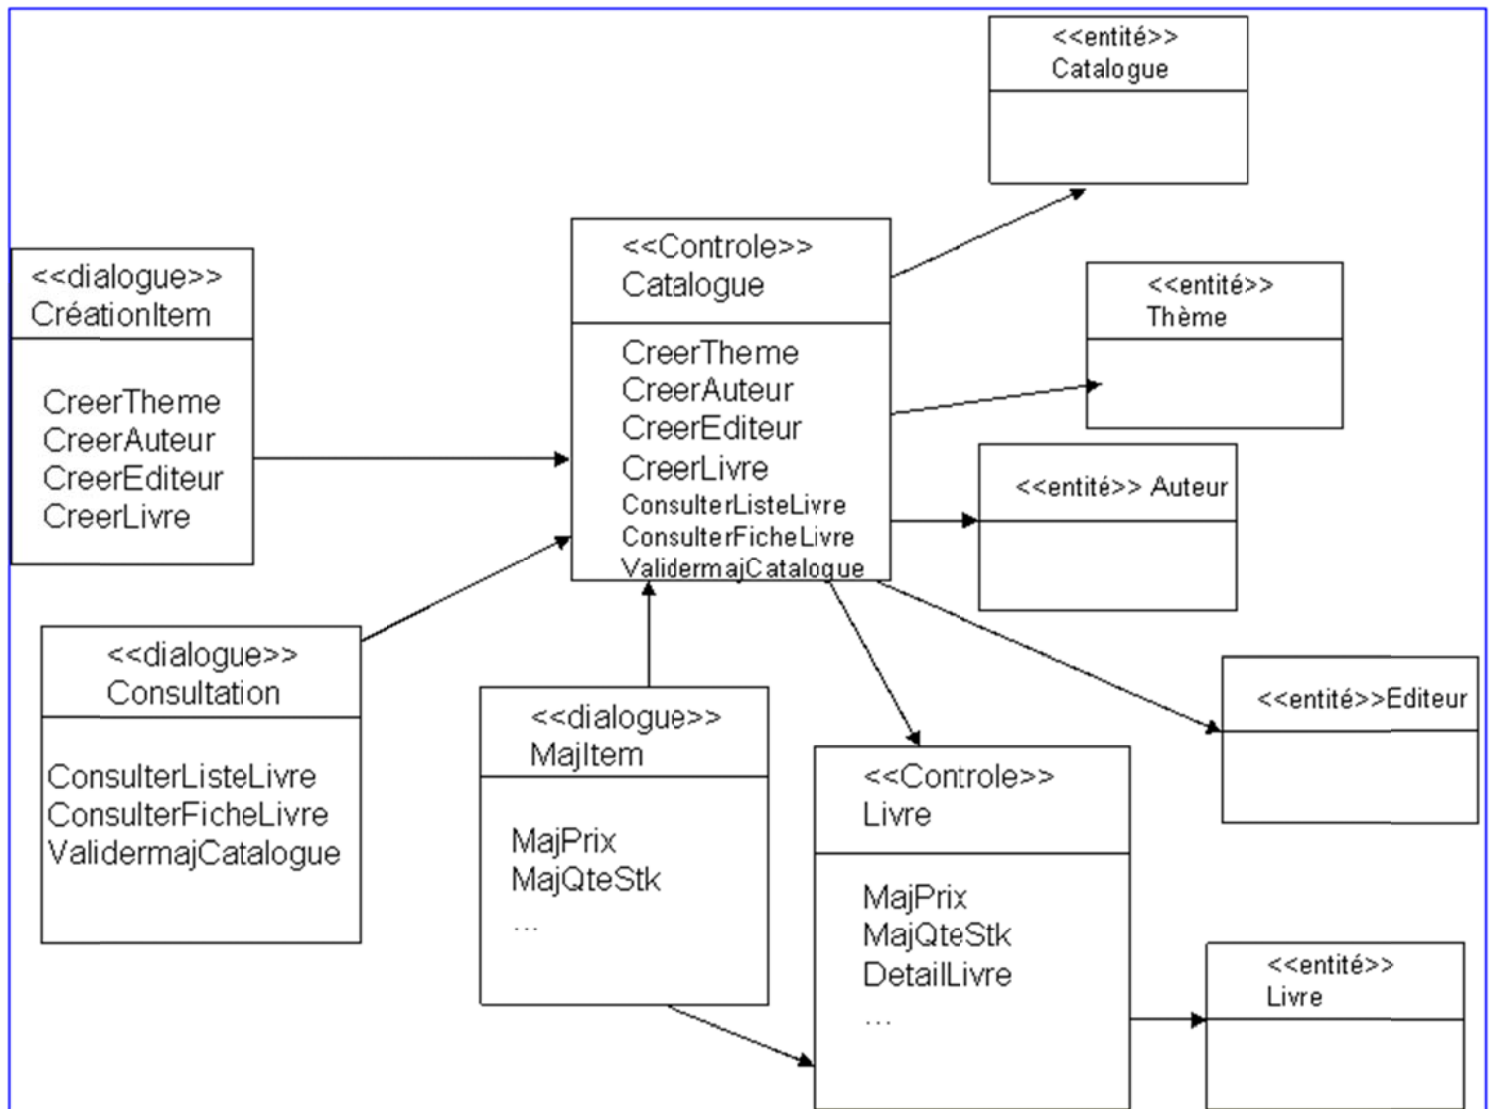 <<entité>>
Catalogue
<<dialogue>>
CréationItem
CreerTheme
CreerAuteur
CreerEditeur
CreerLivre
<<Controle>>
Catalogue
CreerTheme
CreerAuteur
CreerEditeur
CreerLivre
ConsulterListeLivre
ConsulterFicheLivre
ValidermajCatalogue
<<entité>>
Thème
<<entité>> Auteur
<<dialogue>>
Consultation
ConsulterListeLivre
ConsulterFicheLivre
ValidermajCatalogue
<<dialogue>>
MajItem
MajPrix
MajQteStk
...
<<entité>>Editeur
<<Controle>>
Livre
MajPrix
MajQteStk
DetailLivre
...
<<entité>>
Livre